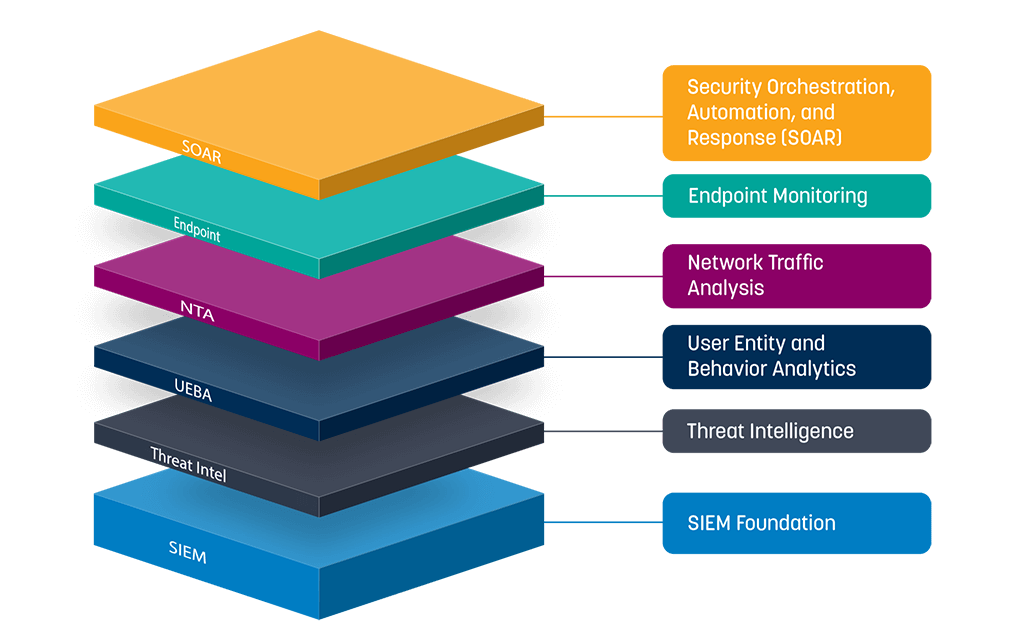 SOAR
Security Orchestration,
Automation, and
Response (SOAR)
Endpoint
Endpoint Monitoring
NTA
Network Traffic
Analysis
UEBA
User Entity and
Behavior Analytics
Threat Intel
Threat Intelligence
SIEM
SIEM Foundation